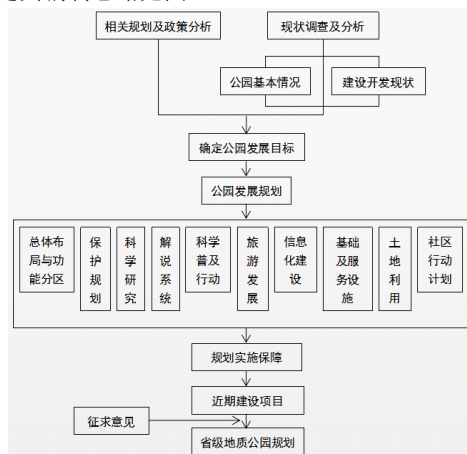 相关规划及政策分析
现状调查及分析
公园基本情况
建设开发现状
确定公园发展目标
公园发展规划
总体布
局与功
能分区
保
护
规
划
科
学
研
究
解
说
系
统
科学
普及
行动
旅
游
发
展
信息
化建
设
基础
及服
务设
施
土
地
利
用
社区
行动
计划
规划实施保障
近期建设项目
征求意见
省级地质公园规划